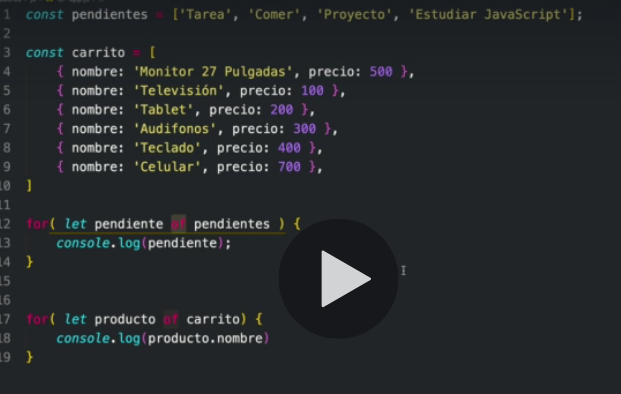 1 const pendientes = ['Tarea', 'Comer', 'Proyecto', 'Estudiar JavaScript'];
2
3 const carrito = [
4 { nombre: 'Monitor 27 Pulgadas', precio: 500 },
5 { nombre: 'Televisión', precio: 100 },
6 { nombre: 'Tablet', precio: 200 },
7 { nombre: 'Audifonos', precio: 300 },
8 { nombre: 'Teclado', precio: 400 },
9 { nombre: 'Celular', precio: 700 },
10 ]
11
12 for( let pendiente of pendientes ) {
13 console.log(pendiente);
14 }
15
16
17 for( let producto of carrito) {
18 console.log(producto.nombre)
19 }